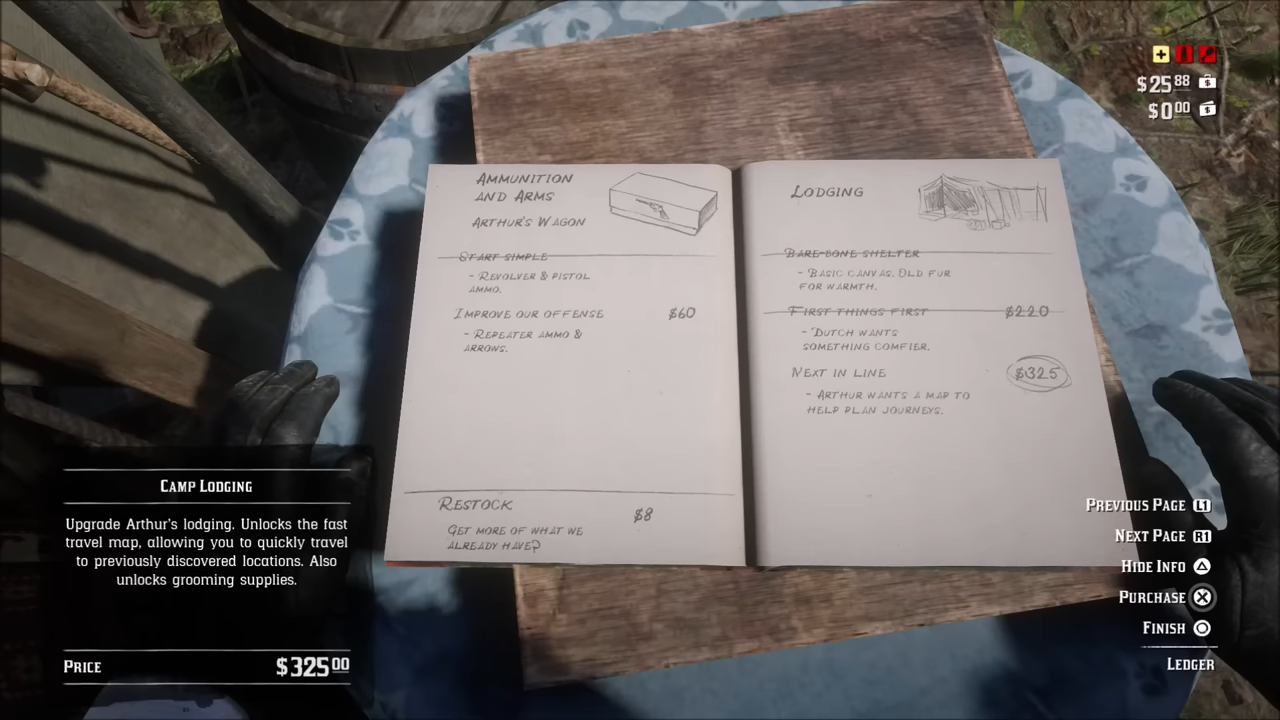 $25 88
$0 00
AMMUNITION
AND ARMS
ARTHUR'S WAGON
START SIMPLE
- REVOLVER & PISTOL
AMMO.
IMPROVE OUR OFFENSE $60
- REPEATER AMMO &
ARROWS.
RESTOCK
$8
GET MORE OF WHAT WE
ALREADY HAVE?
LODGING
BARE-BONE SHELTER
- BASIC CANVAS. OLD FUR
FOR WARMTH.
FIRST THINGS FIRST $220
- DUTCH WANTS
SOMETHING COMFIER.
NEXT IN LINE $325
- ARTHUR WANTS A MAP TO
HELP PLAN JOURNEYS.
CAMP LODGING
Upgrade Arthur's lodging. Unlocks the fast
travel map, allowing you to quickly travel
to previously discovered locations. Also
unlocks grooming supplies.
PRICE $325 00
PREVIOUS PAGE L1
NEXT PAGE R1
HIDE INFO
PURCHASE
FINISH
LEDGER